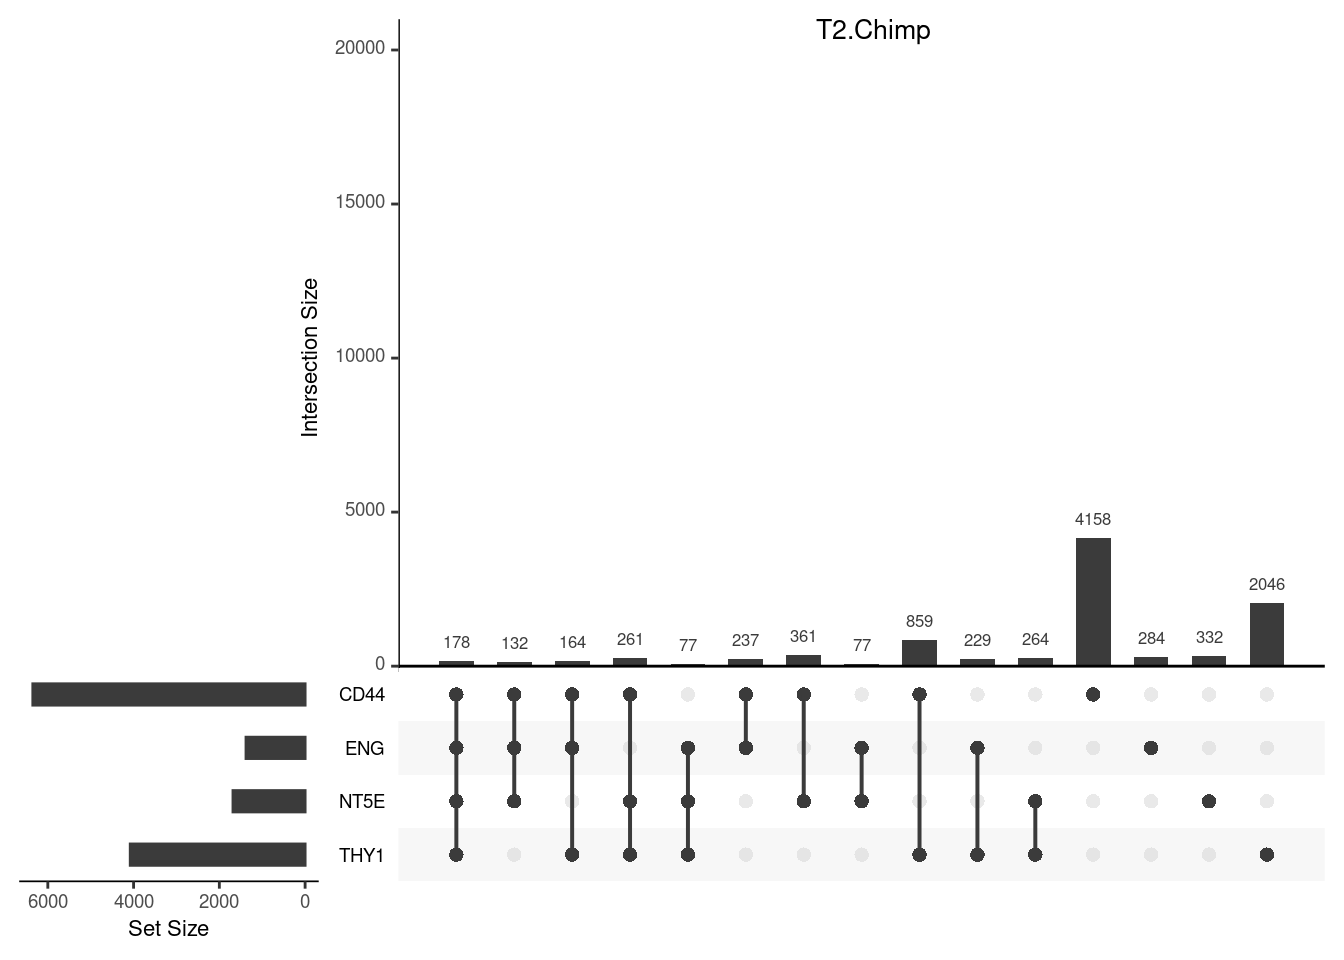 T2.Chimp
20000
15000
10000
5000
0
Intersection Size
178 132 164 261 77 237 361 77 859 229 264 4158 284 332 2046
CD44
ENG
NT5E
THY1
6000 4000 2000 0
Set Size